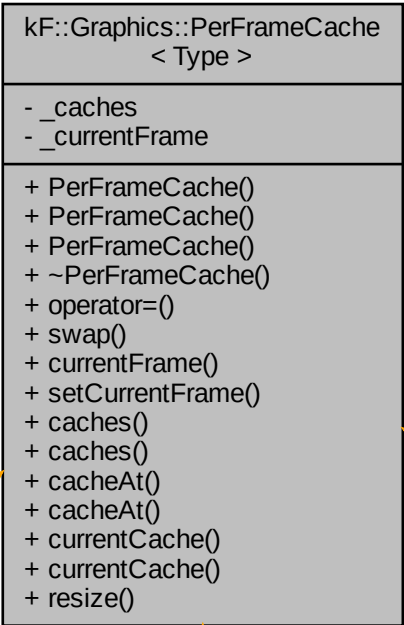 kF::Graphics::PerFrameCache
< Type >
- _caches
- _currentFrame
+ PerFrameCache()
+ PerFrameCache()
+ PerFrameCache()
+ ~PerFrameCache()
+ operator=()
+ swap()
+ currentFrame()
+ setCurrentFrame()
+ caches()
+ caches()
+ cacheAt()
+ cacheAt()
+ currentCache()
+ currentCache()
+ resize()